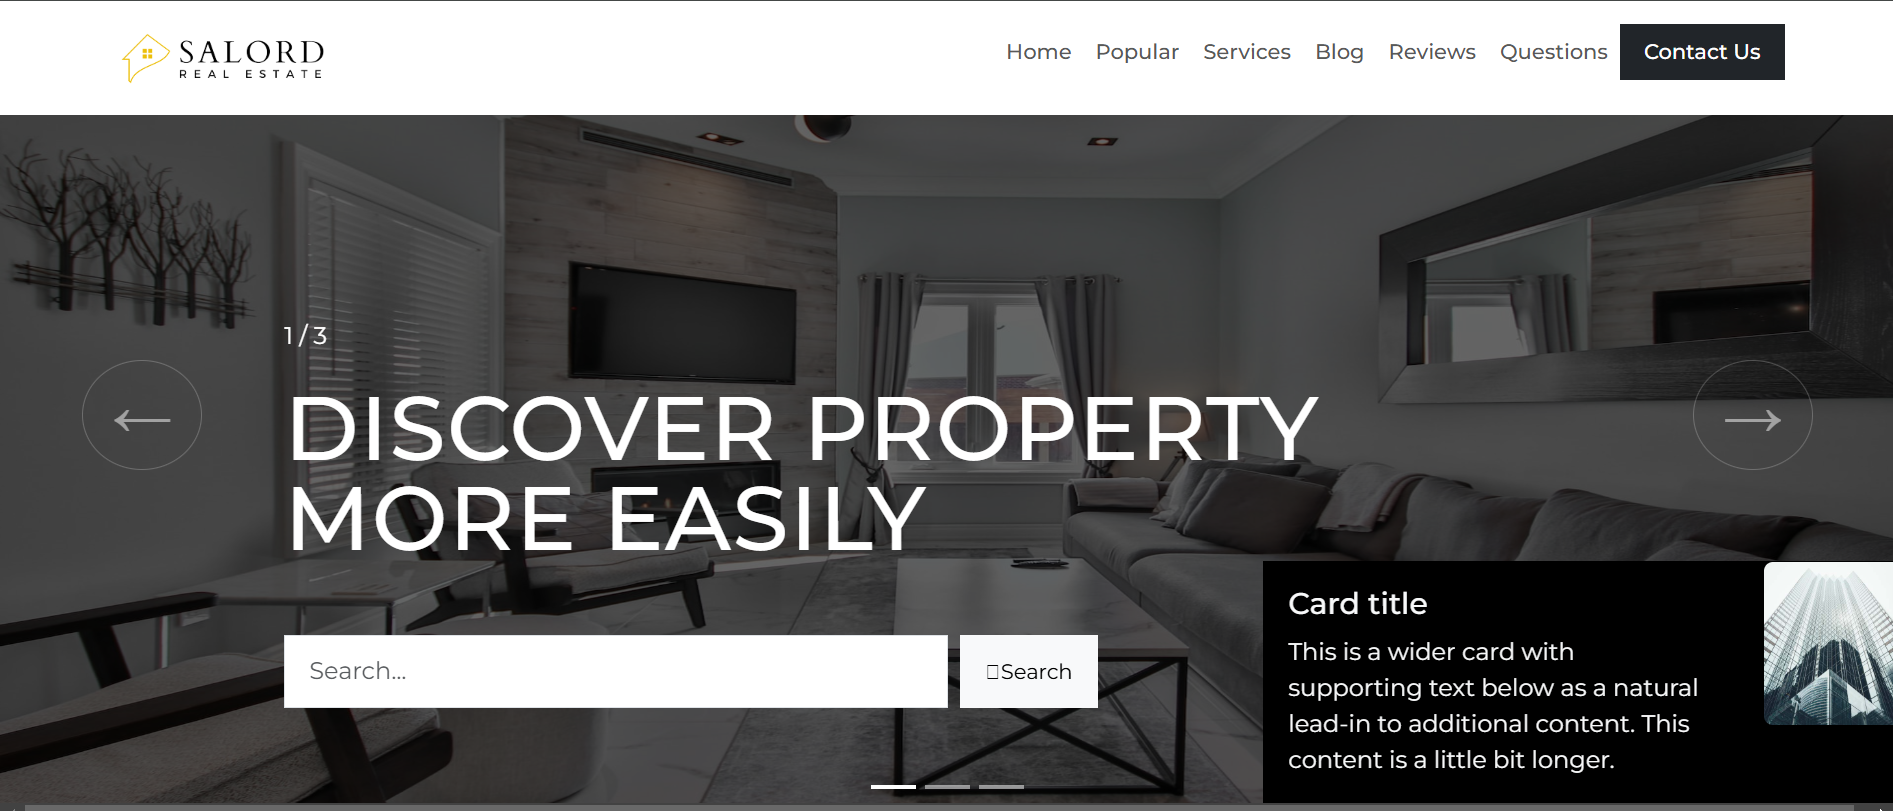 SALORD
REAL ESTATE
Home Popular Services Blog Reviews Questions Contact Us
1 / 3
DISCOVER PROPERTY
MORE EASILY
Search...
Search
Card title
This is a wider card with
supporting text below as a natural
lead-in to additional content. This
content is a little bit longer.